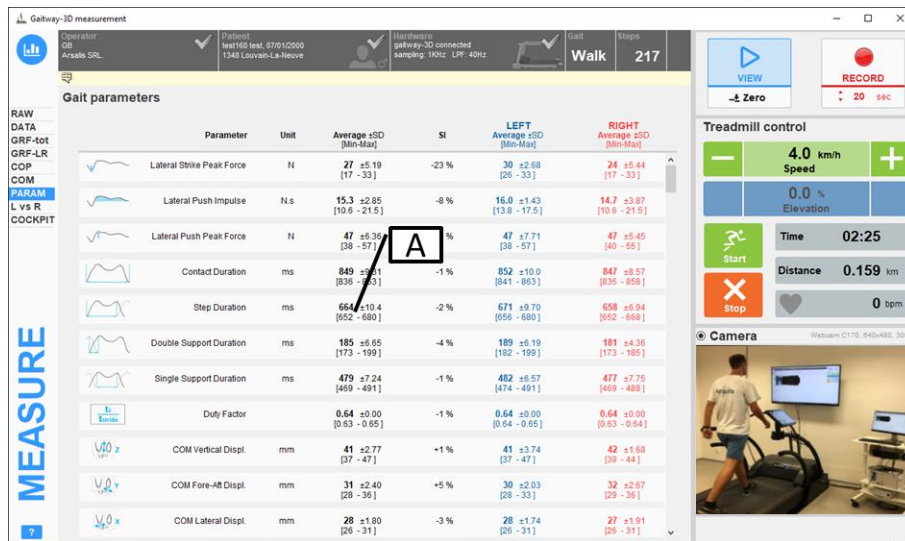 Gaitway-3D measurement
Operator
GB
Arsalis SRL.
Patient
test160 test, 07/01/2000
1348 Louvain-La-Neuve
Hardware
gaitway-3D connected
sampling: 1KHz LPF: 40Hz
Gait
Walk
Steps
217
VIEW
Zero
RECORD
20 sec
Gait parameters
RAW
DATA
GRF-tot
GRF-LR
COP
COM
PARAM
L vs R
COCKPIT
MEASURE
?
Parameter Unit Average ±SD SI LEFT RIGHT
[Min-Max] Average ±SD Average ±SD
[Min-Max] [Min-Max]
Lateral Strike Peak Force N 27 ±5.19 -23 % 30 ±2.68 24 ±5.44
[17 - 33] [26 - 33] [17 - 33]
Lateral Push Impulse N.s 15.3 ±2.85 -8 % 16.0 ±1.43 14.7 ±3.87
[10.6 - 21.5] [13.8 - 17.5] [10.6 - 21.5]
Lateral Push Peak Force N 47 ±6.36 % 47 ±7.71 47 ±5.45
[38 - 57] [38 - 57] [40 - 55]
A
Contact Duration ms 849 -1 % 852 ±10.0 847 ±8.57
[836 - 863] [841 - 863] [836 - 858]
Step Duration ms 664 ±10.4 -2 % 671 ±9.70 658 ±6.94
[652 - 680] [656 - 680] [652 - 668]
Double Support Duration ms 185 ±6.65 -4 % 189 ±6.19 181 ±4.36
[173 - 199] [182 - 199] [173 - 185]
Single Support Duration ms 479 ±7.24 -1 % 482 ±6.57 477 ±7.75
[469 - 491] [474 - 491] [469 - 488]
Duty Factor 0.64 ±0.00 -1 % 0.64 ±0.00 0.64 ±0.00
[0.63 - 0.65] [0.64 - 0.65] [0.63 - 0.64]
COM Vertical Displ. mm 41 ±2.77 +1 % 41 ±3.74 42 ±1.68
[37 - 47] [37 - 47] [39 - 44]
COM Fore-Aft Displ. mm 31 ±2.40 +5 % 30 ±2.03 32 ±2.67
[28 - 36] [28 - 33] [29 - 36]
COM Lateral Displ. mm 28 ±1.80 -3 % 28 ±1.74 27 ±1.91
[26 - 31] [26 - 31] [26 - 31]
Treadmill control
4.0 km/h
Speed
0.0 %
Elevation
Start
Stop
Time 02:25
Distance 0.159 km
0 bpm
Camera
Webcam C170, 640x480, 30